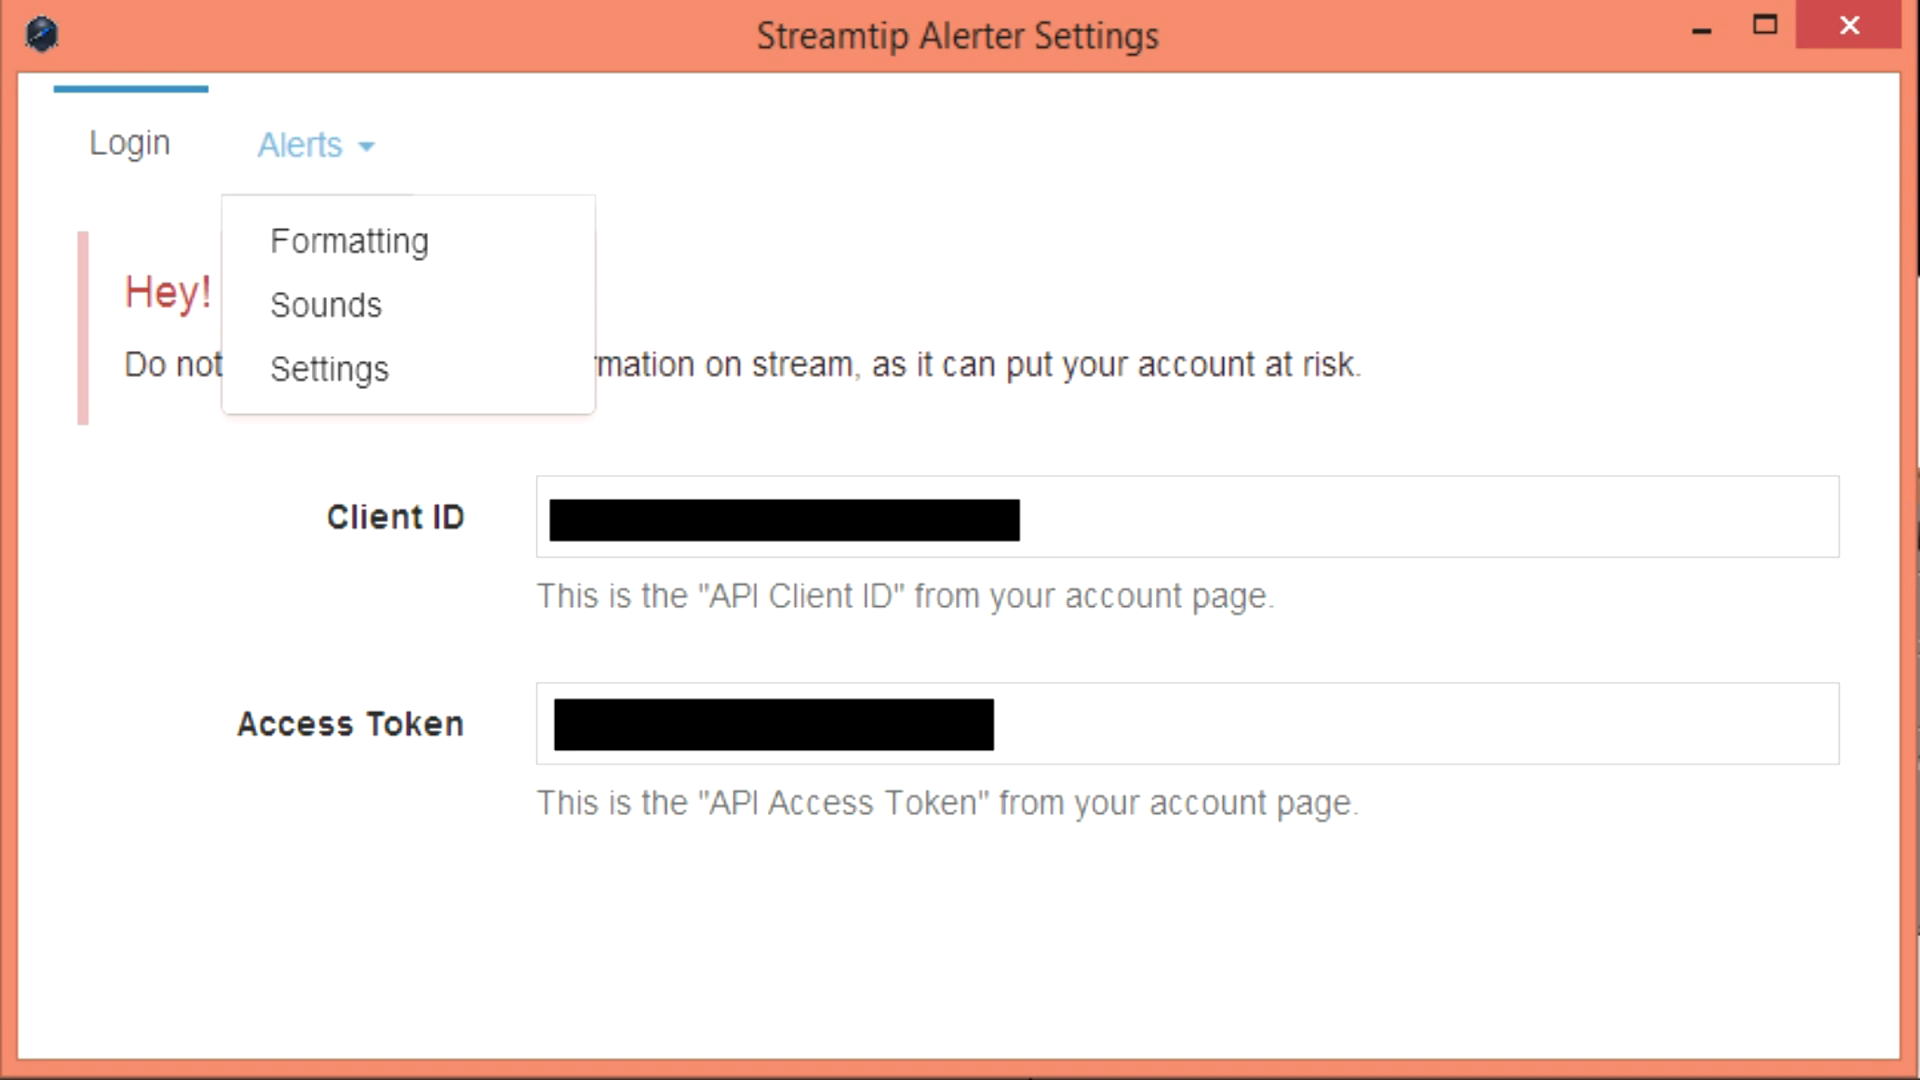 Streamtip Alerter Settings
Login Alerts
Formatting
Sounds
Settings
Hey!
Do not mation on stream, as it can put your account at risk.
Client ID
This is the "API Client ID" from your account page.
Access Token
This is the "API Access Token" from your account page.